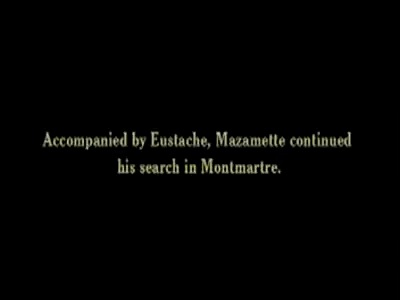 Accompanied by Eustache, Mazamette continued
his search in Montmartre.